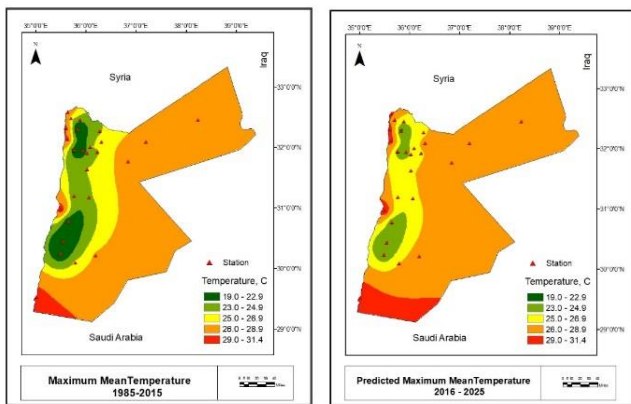 35°0'0"E 36°0'0"E 37°0'0"E 38°0'0"E 39°0'0"E
N
Syria
Iraq
33°0'0"N
32°0'0"N
31°0'0"N
30°0'0"N
29°0'0"N
Station
Temperature, C
19.0 - 22.9
23.0 - 24.9
25.0 - 26.9
26.0 - 28.9
29.0 - 31.4
Saudi Arabia
Maximum MeanTemperature
1985-2015
35°0'0"E 36°0'0"E 37°0'0"E 38°0'0"E 39°0'0"E
N
Syria
Iraq
33°0'0"N
32°0'0"N
31°0'0"N
30°0'0"N
29°0'0"N
Station
Temperature, C
19.0 - 22.9
23.0 - 24.9
25.0 - 26.9
26.0 - 28.9
29.0 - 31.4
Saudi Arabia
Predicted Maximum MeanTemperature
2016 - 2025